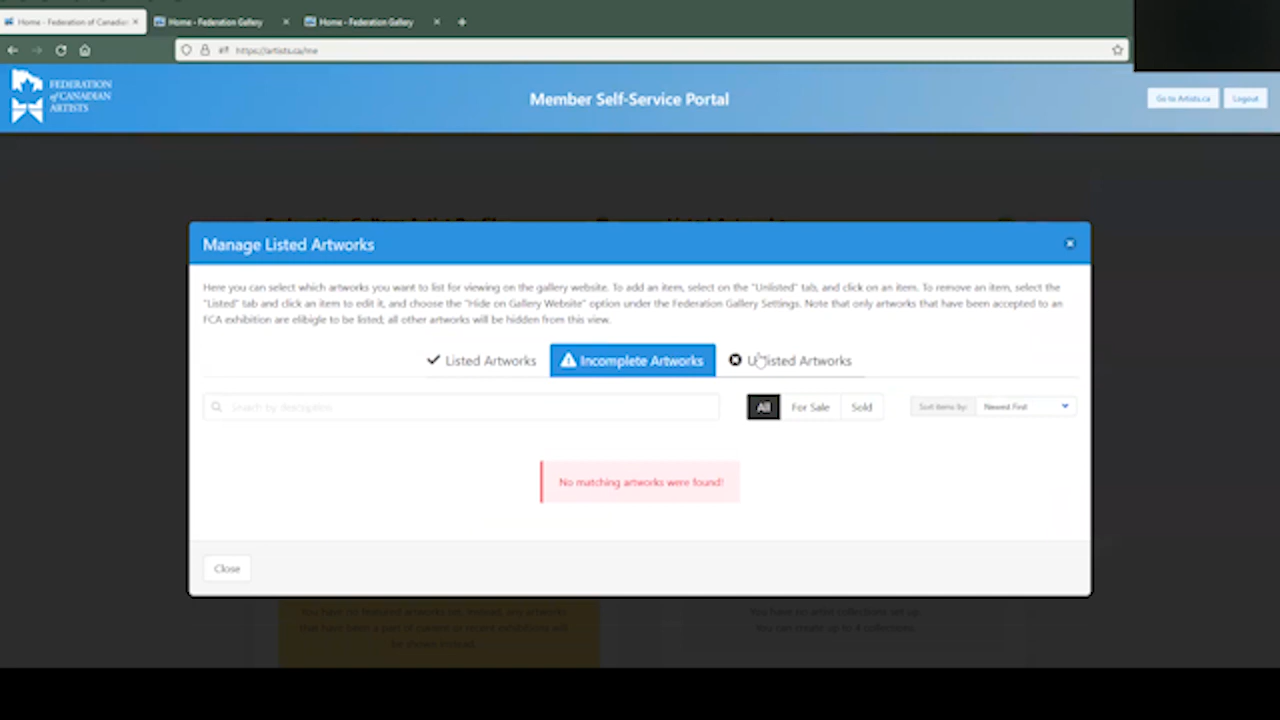 Home - Federation of Canadian
Home - Federation Gallery
Home - Federation Gallery
https://artists.ca/me
FEDERATION
of CANADIAN
ARTISTS
Member Self-Service Portal
Go to Artists.ca
Logout
Manage Listed Artworks
Here you can select which artworks you want to list for viewing on the gallery website. To add an item, select on the "Unlisted" tab, and click on an item. To remove an item, select the
"Listed" tab and click an item to edit it, and choose the "Hide on Gallery Website" option under the Federation Gallery Settings. Note that only artworks that have been accepted to an
FCA exhibition are elibigle to be listed; all other artworks will be hidden from this view.
Listed Artworks
Incomplete Artworks
Unlisted Artworks
Search by description
All
For Sale
Sold
Sort items by:
Newest First
No matching artworks were found!
Close
You have no featured artworks set. Instead, any artworks
that have been a part of current or recent exhibitions will
be shown instead.
You have no artist collections set up.
You can create up to 4 collections.